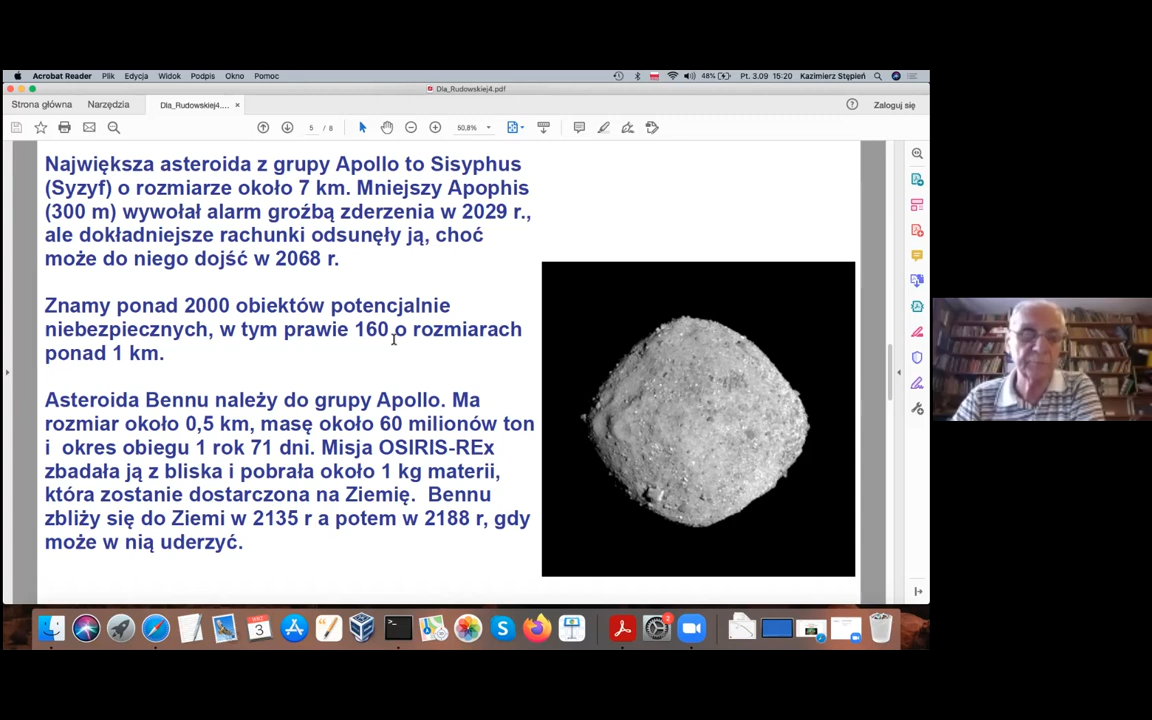 Acrobat Reader Plik Edycja Widok Podpis Okno Pomoc 48% Pt. 3.09 15:20 Kazimierz Stępień
Dla_Rudowskiej4.pdf
Strona główna Narzędzia Dla_Rudowskiej4.... × Zaloguj się
5 / 8 50,8%
Największa asteroida z grupy Apollo to Sisyphus
(Syzyf) o rozmiarze około 7 km. Mniejszy Apophis
(300 m) wywołał alarm groźbą zderzenia w 2029 r.,
ale dokładniejsze rachunki odsunęły ją, choć
może do niego dojść w 2068 r.
Znamy ponad 2000 obiektów potencjalnie
niebezpiecznych, w tym prawie 160 o rozmiarach
ponad 1 km.
Asteroida Bennu należy do grupy Apollo. Ma
rozmiar około 0,5 km, masę około 60 milionów ton
i okres obiegu 1 rok 71 dni. Misja OSIRIS-REx
zbadała ją z bliska i pobrała około 1 kg materii,
która zostanie dostarczona na Ziemię. Bennu
zbliży się do Ziemi w 2135 r a potem w 2188 r, gdy
może w nią uderzyć.
3
2